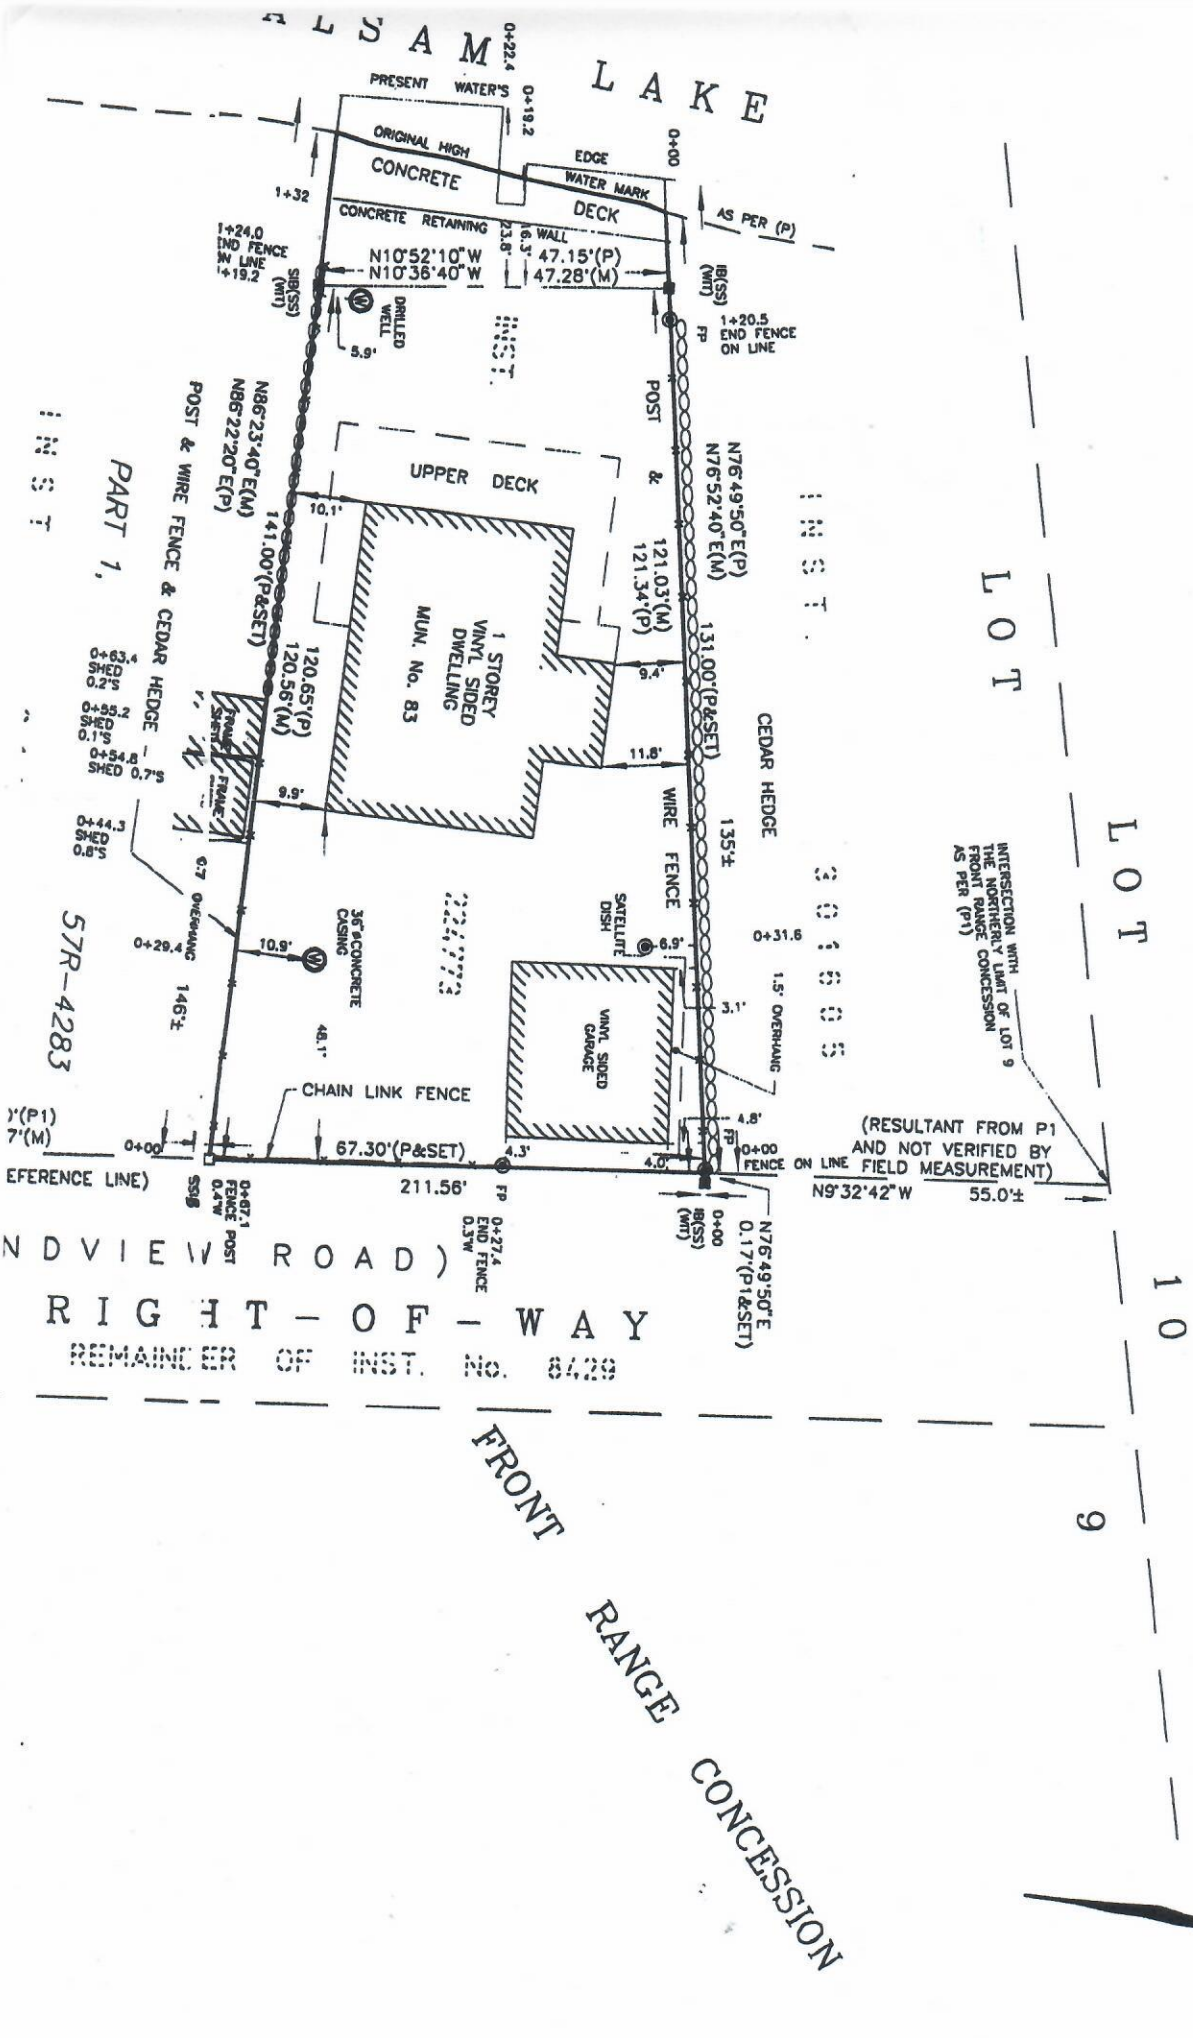 ALSAM LAKE
0+22.4
0+19.2
0+00
PRESENT WATER'S
EDGE
ORIGINAL HIGH
WATER MARK
CONCRETE
DECK
AS PER (P)
1+32
CONCRETE RETAINING
WALL
23.8'
16.3'
N10°52'10"W 47.15'(P)
N10°36'40"W 47.28'(M)
1+24.0
END FENCE
ON LINE
1+19.2
SIB(SS)
(WIT)
IB(SS)
(WIT)
W
DRILLED
WELL
5.9'
FP
1+20.5
END FENCE
ON LINE
INST.
POST & WIRE FENCE
N76°49'50"E(P)
N76°52'40"E(M)
121.03'(M)
121.34'(P)
131.00'(P&SET)
135'±
CEDAR HEDGE
INST.
301605
LOT
LOT
10
9
UPPER DECK
10.1'
1 STOREY
VINYL SIDED
DWELLING
MUN. No. 83
9.4'
11.8'
9.9'
N86°23'40"E(M)
N86°22'20"E(P)
141.00'(P&SET)
120.65'(P)
120.56'(M)
POST & WIRE FENCE & CEDAR HEDGE
INST
PART 1,
57R-4283
0+63.4
SHED
0.2'S
0+55.2
SHED
0.1'S
0+54.8
SHED 0.7'S
0+44.3
SHED
0.8'S
FRAME
SHED
FRAME
OVERHANG
0+29.4
146'±
10.9'
W
36"ø CONCRETE
CASING
48.1'
SATELLITE
DISH
6.9'
0+31.6
3.1'
1.5' OVERHANG
VINYL SIDED
GARAGE
INTERSECTION WITH
THE NORTHERLY LIMIT OF LOT 9
FRONT RANGE CONCESSION
AS PER (P1)
CHAIN LINK FENCE
67.30'(P&SET)
4.3'
4.0'
4.8'
FP
0+00
FENCE ON LINE
(RESULTANT FROM P1
AND NOT VERIFIED BY
FIELD MEASUREMENT)
N9°32'42"W 55.0'±
)'(P1)
7'(M)
0+00
EFERENCE LINE)
211.56'
SSIB
0+67.1
FENCE POST
0.4'W
FP
0+27.4
END FENCE
0.3'W
0+00
IB(SS)
(WIT)
N76°49'50"E
0.17'(P1&SET)
NDVIEW ROAD)
RIGHT-OF-WAY
REMAINDER OF INST. No. 8429
FRONT RANGE CONCESSION